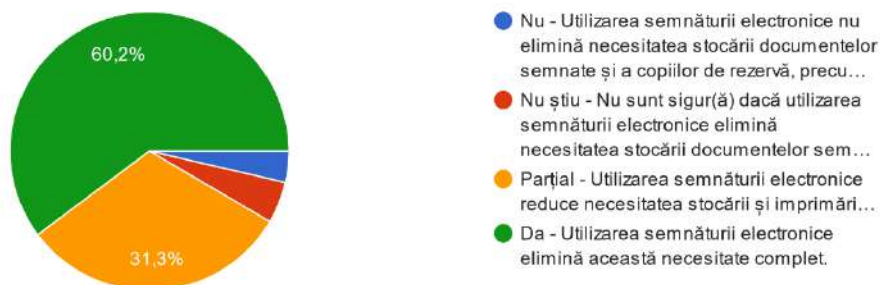 60,2%
31,3%
Nu - Utilizarea semnăturii electronice nu
elimină necesitatea stocării documentelor
semnate și a copiilor de rezervă, precu…
Nu știu - Nu sunt sigur(ă) dacă utilizarea
semnăturii electronice elimină
necesitatea stocării documentelor sem…
Parțial - Utilizarea semnăturii electronice
reduce necesitatea stocării și imprimări…
Da - Utilizarea semnăturii electronice
elimină această necesitate complet.